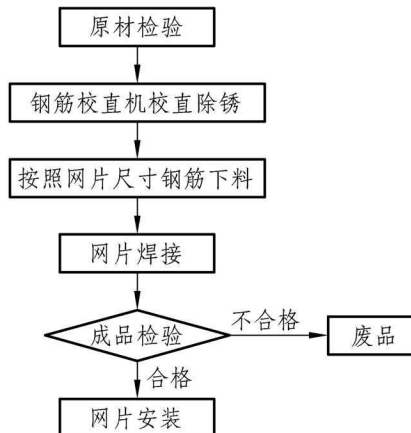 原材检验
钢筋校直机校直除锈
按照网片尺寸钢筋下料
网片焊接
成品检验
不合格
废品
合格
网片安装